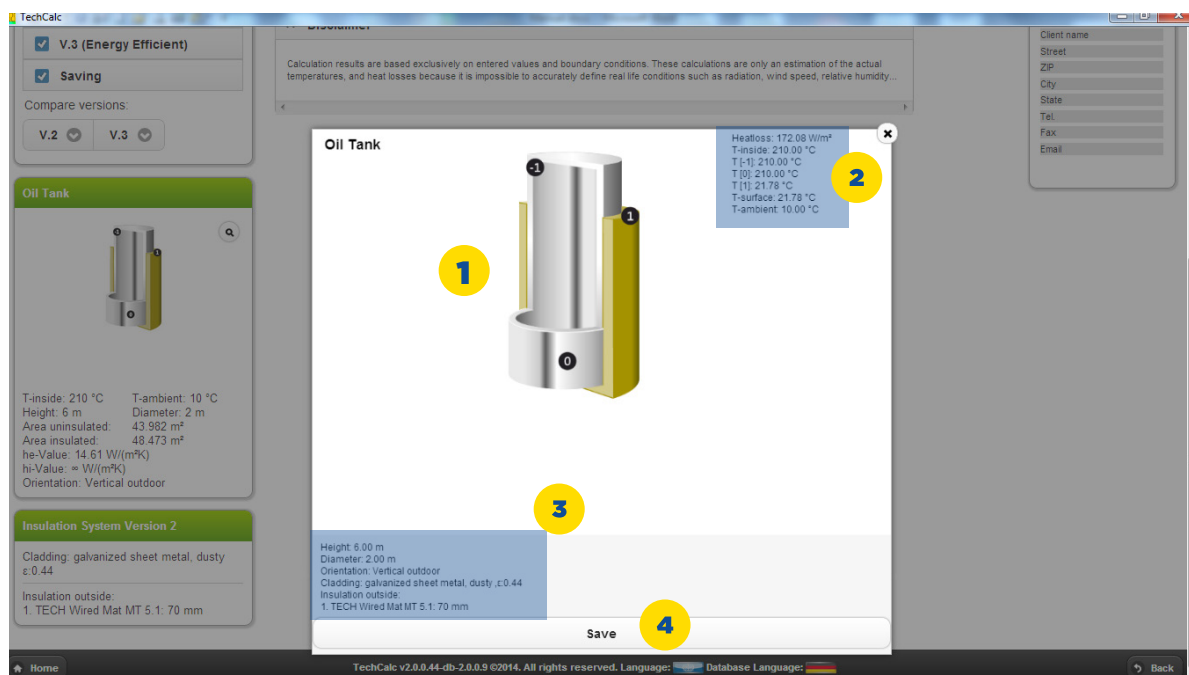 TechCalc
V.3 (Energy Efficient)
Saving
Compare versions:
V.2 V.3
Disclaimer
Calculation results are based exclusively on entered values and boundary conditions. These calculations are only an estimation of the actual
temperatures, and heat losses because it is impossible to accurately define real life conditions such as radiation, wind speed, relative humidity...
Client name
Street
ZIP
City
State
Tel.
Fax
Email
Oil Tank
0
1
0
T-inside: 210 °C T-ambient: 10 °C
Height: 6 m Diameter: 2 m
Area uninsulated: 43.982 m²
Area insulated: 48.473 m²
he-Value: 14.61 W/(m²K)
hi-Value: ∞ W/(m²K)
Orientation: Vertical outdoor
Insulation System Version 2
Cladding: galvanized sheet metal, dusty
ε:0.44
Insulation outside:
1. TECH Wired Mat MT 5.1: 70 mm
Oil Tank
-1
1
0
1
Heatloss: 172.08 W/m²
T-inside: 210.00 °C
T [-1]: 210.00 °C
T [0]: 210.00 °C
T [1]: 21.78 °C
T-surface: 21.78 °C
T-ambient: 10.00 °C
2
3
Height: 6.00 m
Diameter: 2.00 m
Orientation: Vertical outdoor
Cladding: galvanized sheet metal, dusty ,ε:0.44
Insulation outside:
1. TECH Wired Mat MT 5.1: 70 mm
Save
4
Home
TechCalc v2.0.0.44-db-2.0.0.9 ©2014. All rights reserved. Language: Database Language:
Back